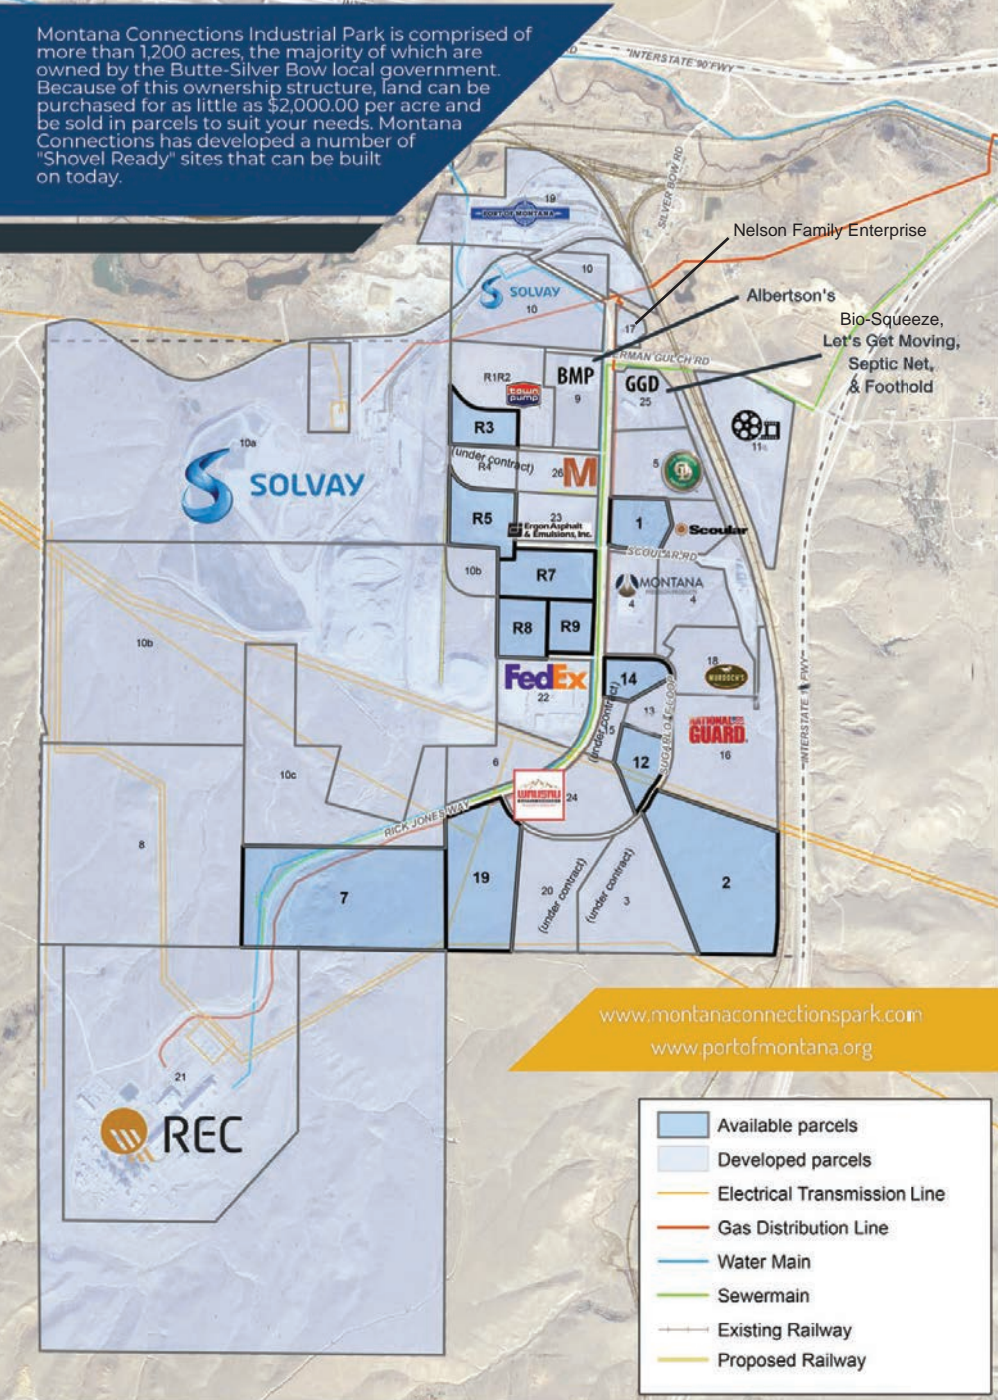 Montana Connections Industrial Park is comprised of
more than 1,200 acres, the majority of which are
owned by the Butte-Silver Bow local government.
Because of this ownership structure, land can be
purchased for as little as $2,000.00 per acre and
be sold in parcels to suit your needs. Montana
Connections has developed a number of
"Shovel Ready" sites that can be built
on today.
INTERSTATE 90 FWY
SILVER BOW RD
19
PORT OF MONTANA
Nelson Family Enterprise
10
SOLVAY
10
Albertson's
17
Bio-Squeeze,
Let's Get Moving,
Septic Net,
& Foothold
ERMAN GULCH RD
R1R2
town pump
BMP
9
GGD
25
R3
10a
SOLVAY
(under contract)
R4
26
M
5
11
R5
23
Ergon Asphalt
& Emulsions, Inc.
1
Scoular
SCOULAR RD
10b
R7
MONTANA
4
4
R8
R9
10b
18
MURDOCH'S
FedEx
22
14
13
15
(under contract)
SUGARLOAF LOOP
NATIONAL
GUARD
16
INTERSTATE 15 FWY
12
6
10c
24
RICK JONES WAY
8
7
19
20
(under contract)
3
(under contract)
2
www.montanaconnectionspark.com
www.portofmontana.org
21
REC
Available parcels
Developed parcels
Electrical Transmission Line
Gas Distribution Line
Water Main
Sewermain
Existing Railway
Proposed Railway